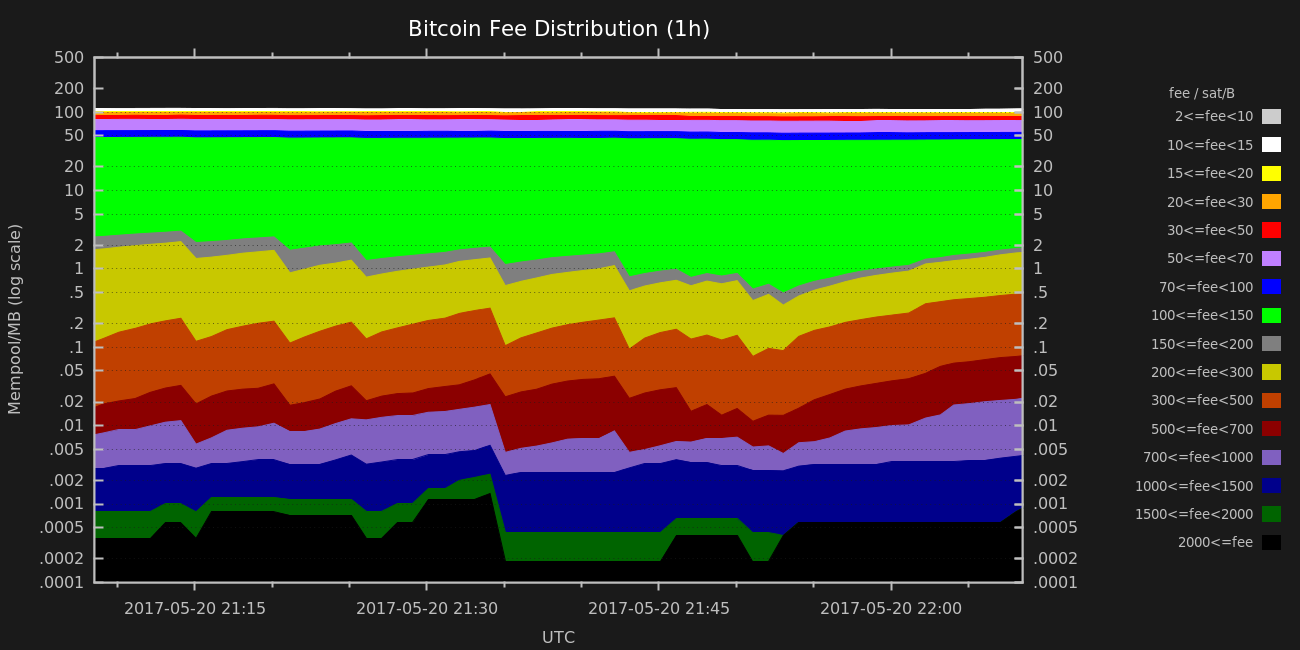 Bitcoin Fee Distribution (1h)
500 500
200 200
100 100
50 50
20 20
10 10
5 5
2 2
1 1
.5 .5
.2 .2
.1 .1
.05 .05
.02 .02
.01 .01
.005 .005
.002 .002
.001 .001
.0005 .0005
.0002 .0002
.0001 .0001
Mempool/MB (log scale)
2017-05-20 21:15 2017-05-20 21:30 2017-05-20 21:45 2017-05-20 22:00
UTC
fee / sat/B
2<=fee<10
10<=fee<15
15<=fee<20
20<=fee<30
30<=fee<50
50<=fee<70
70<=fee<100
100<=fee<150
150<=fee<200
200<=fee<300
300<=fee<500
500<=fee<700
700<=fee<1000
1000<=fee<1500
1500<=fee<2000
2000<=fee